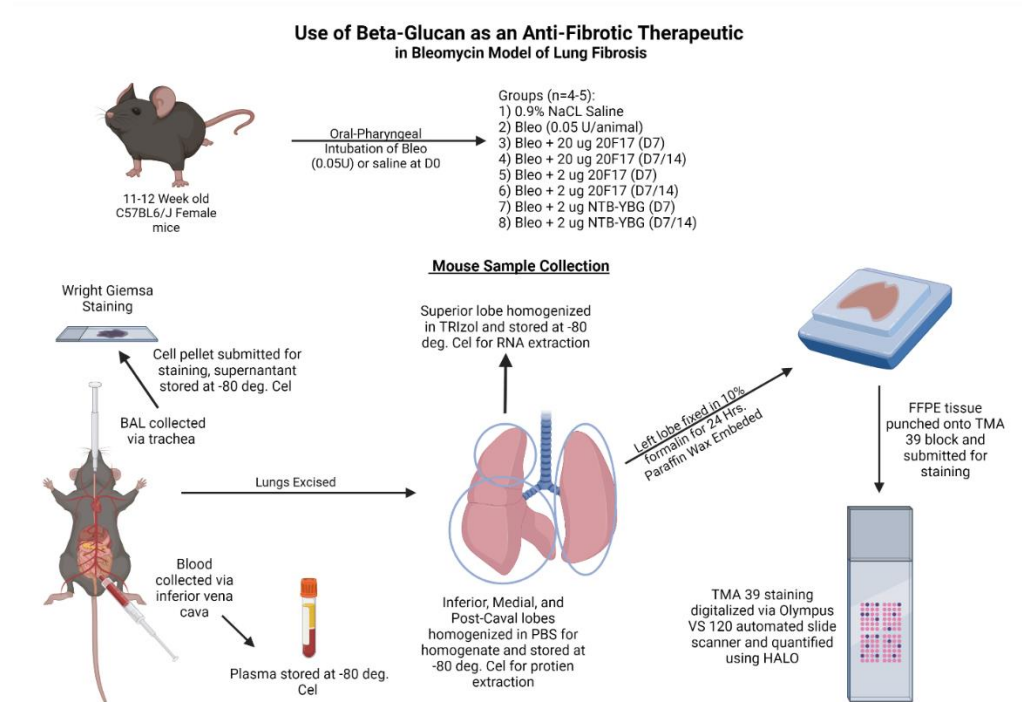 Use of Beta-Glucan as an Anti-Fibrotic Therapeutic
in Bleomycin Model of Lung Fibrosis
11-12 Week old
C57BL6/J Female
mice
Oral-Pharyngeal
Intubation of Bleo
(0.05U) or saline at D0
Groups (n=4-5):
1) 0.9% NaCL Saline
2) Bleo (0.05 U/animal)
3) Bleo + 20 ug 20F17 (D7)
4) Bleo + 20 ug 20F17 (D7/14)
5) Bleo + 2 ug 20F17 (D7)
6) Bleo + 2 ug 20F17 (D7/14)
7) Bleo + 2 ug NTB-YBG (D7)
8) Bleo + 2 ug NTB-YBG (D7/14)
Mouse Sample Collection
Wright Giemsa
Staining
Cell pellet submitted for
staining, supernantant
stored at -80 deg. Cel
BAL collected
via trachea
Lungs Excised
Blood
collected via
inferior vena
cava
Plasma stored at -80 deg.
Cel
Superior lobe homogenized
in TRIzol and stored at -80
deg. Cel for RNA extraction
Inferior, Medial, and
Post-Caval lobes
homogenized in PBS for
homogenate and stored at
-80 deg. Cel for protien
extraction
Left lobe fixed in 10%
formalin for 24 Hrs.
Paraffin Wax Embeded
FFPE tissue
punched onto TMA
39 block and
submitted for
staining
TMA 39 staining
digitalized via Olympus
VS 120 automated slide
scanner and quantified
using HALO